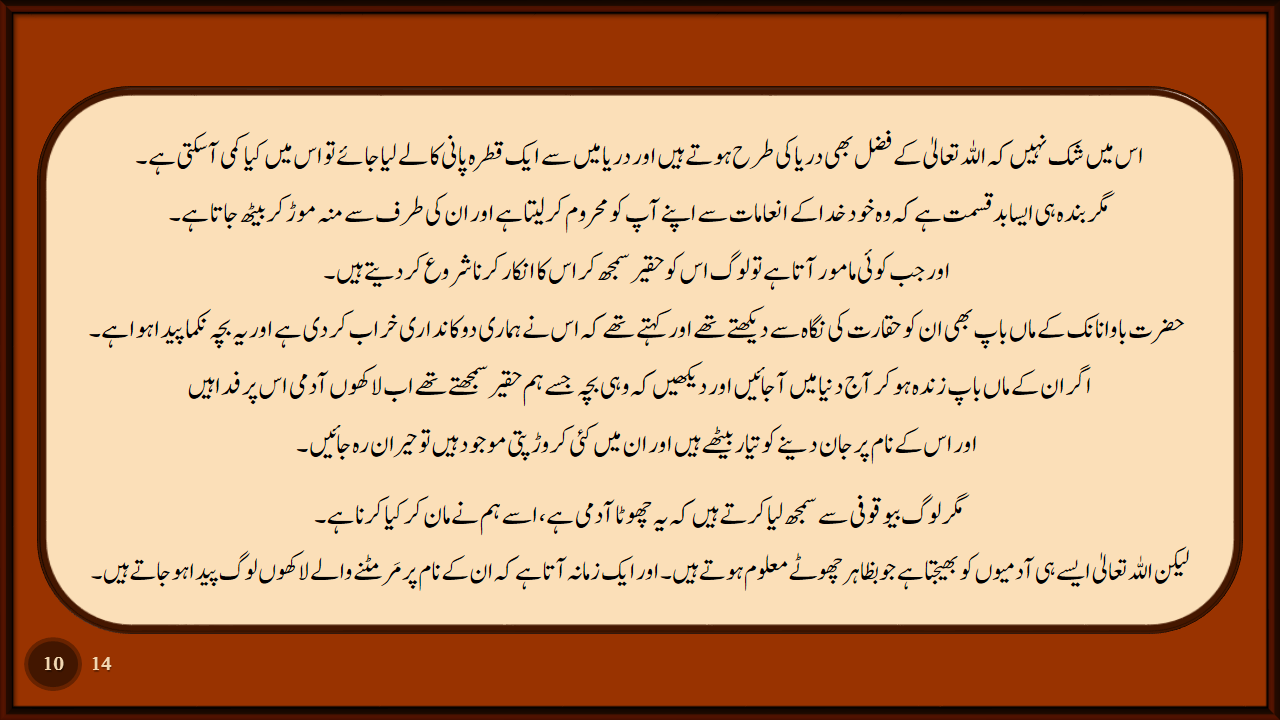 اس میں شک نہیں کہ اللہ تعالیٰ کے فضل بھی دریا کی طرح ہوتے ہیں اور دریا میں سے ایک قطرہ پانی کا لے لیا جائے تو اس میں کیا کمی آسکتی ہے۔
مگر بندہ ہی ایسا بد قسمت ہے کہ وہ خود خدا کے انعامات سے اپنے آپ کو محروم کر لیتا ہے اور ان کی طرف سے منہ موڑ کر بیٹھ جاتا ہے۔
اور جب کوئی مامور آتا ہے تو لوگ اس کو حقیر سمجھ کر اس کا انکار کرنا شروع کر دیتے ہیں۔
حضرت باوا نانک کے ماں باپ بھی ان کو حقارت کی نگاہ سے دیکھتے تھے اور کہتے تھے کہ اس نے ہماری دوکانداری خراب کر دی ہے اور یہ بچہ نکما پیدا ہوا ہے۔
اگر ان کے ماں باپ زندہ ہو کر آج دنیا میں آجائیں اور دیکھیں کہ وہی بچہ جسے ہم حقیر سمجھتے تھے اب لاکھوں آدمی اس پر فدا ہیں
اور اس کے نام پر جان دینے کو تیار بیٹھے ہیں اور ان میں کئی کروڑ پتی موجود ہیں تو حیران رہ جائیں۔
مگر لوگ بیوقوفی سے سمجھ لیا کرتے ہیں کہ یہ چھوٹا آدمی ہے، اسے ہم نے مان کر کیا کرنا ہے۔
لیکن اللہ تعالیٰ ایسے ہی آدمیوں کو بھیجتا ہے جو بظاہر چھوٹے معلوم ہوتے ہیں۔ اور ایک زمانہ آتا ہے کہ ان کے نام پر مَر مٹنے والے لاکھوں لوگ پیدا ہو جاتے ہیں۔
10 14